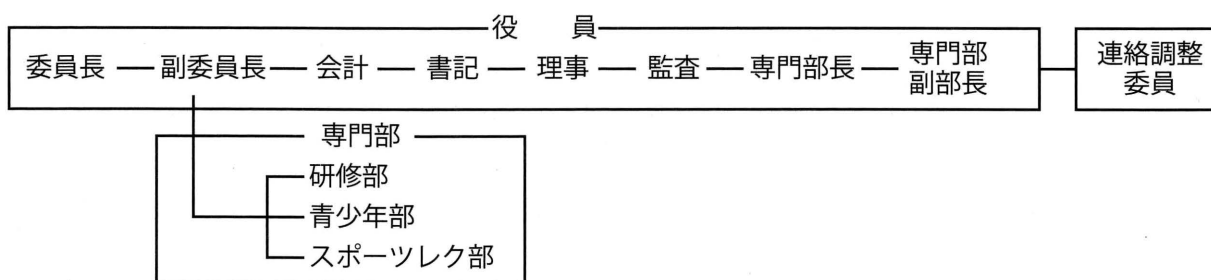 役員
委員長 副委員長 会計 書記 理事 監査 専門部長 専門部副部長 連絡調整委員
専門部
研修部
青少年部
スポーツレク部